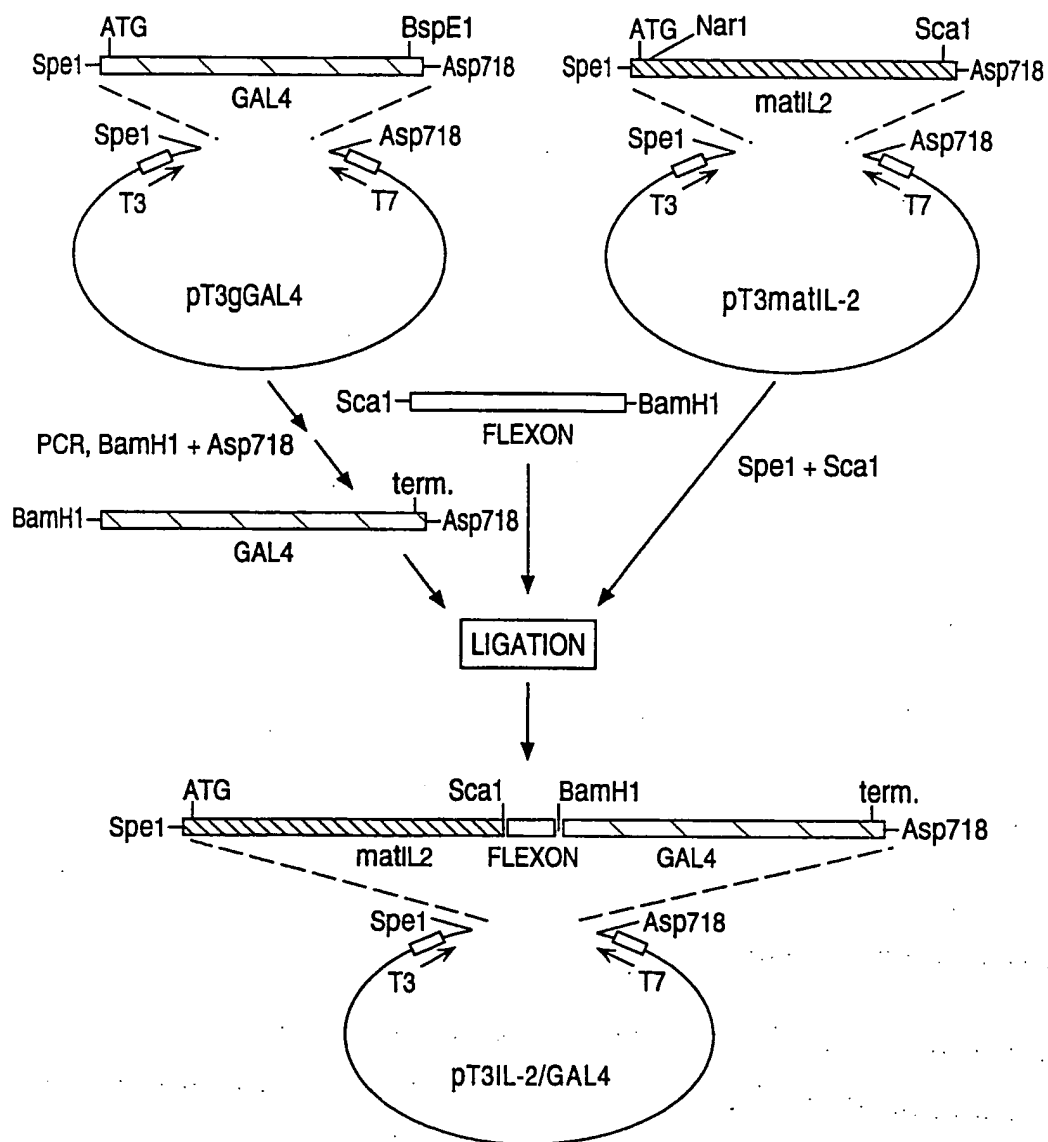 ATG BspE1
Spe1 Asp718
GAL4
Spe1 Asp718
T3 T7
pT3gGAL4
ATG Nar1 Sca1
Spe1 Asp718
matIL2
Spe1 Asp718
T3 T7
pT3matIL-2
Sca1 BamH1
FLEXON
PCR, BamH1 + Asp718
Spe1 + Sca1
term.
BamH1 Asp718
GAL4
LIGATION
ATG Sca1 BamH1 term.
Spe1 Asp718
matIL2 FLEXON GAL4
Spe1 Asp718
T3 T7
pT3IL-2/GAL4